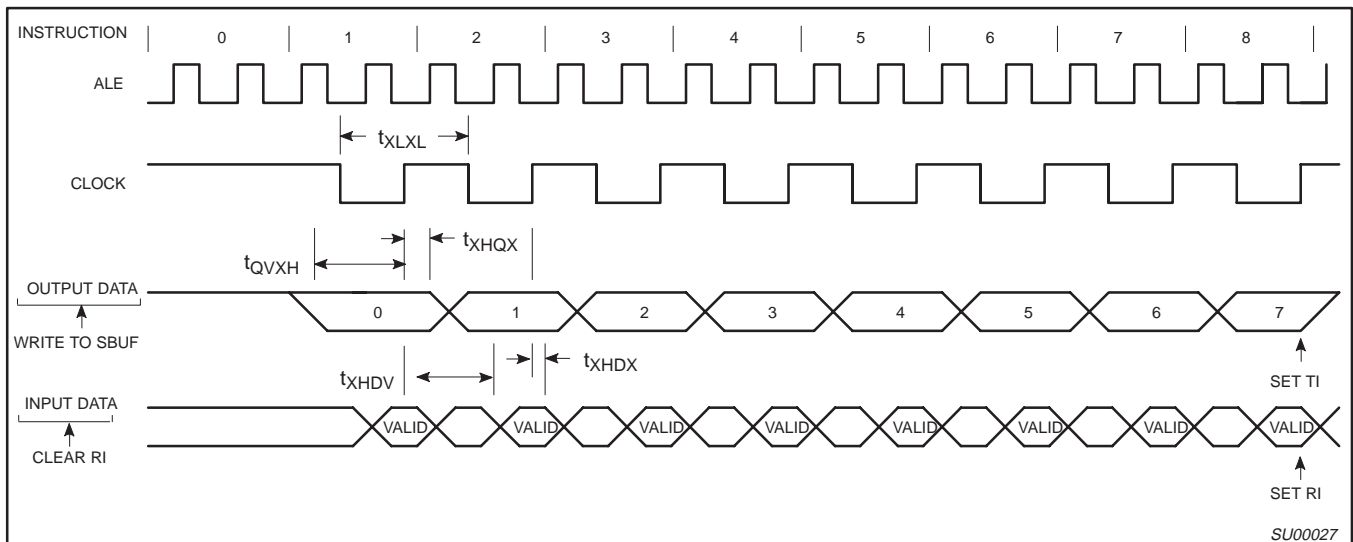 INSTRUCTION 0 1 2 3 4 5 6 7 8
ALE
tXLXL
CLOCK
tXHQX
tQVXH
OUTPUT DATA
0 1 2 3 4 5 6 7
WRITE TO SBUF
tXHDX
tXHDV
SET TI
INPUT DATA
VALID VALID VALID VALID VALID VALID VALID VALID
CLEAR RI
SET RI
SU00027